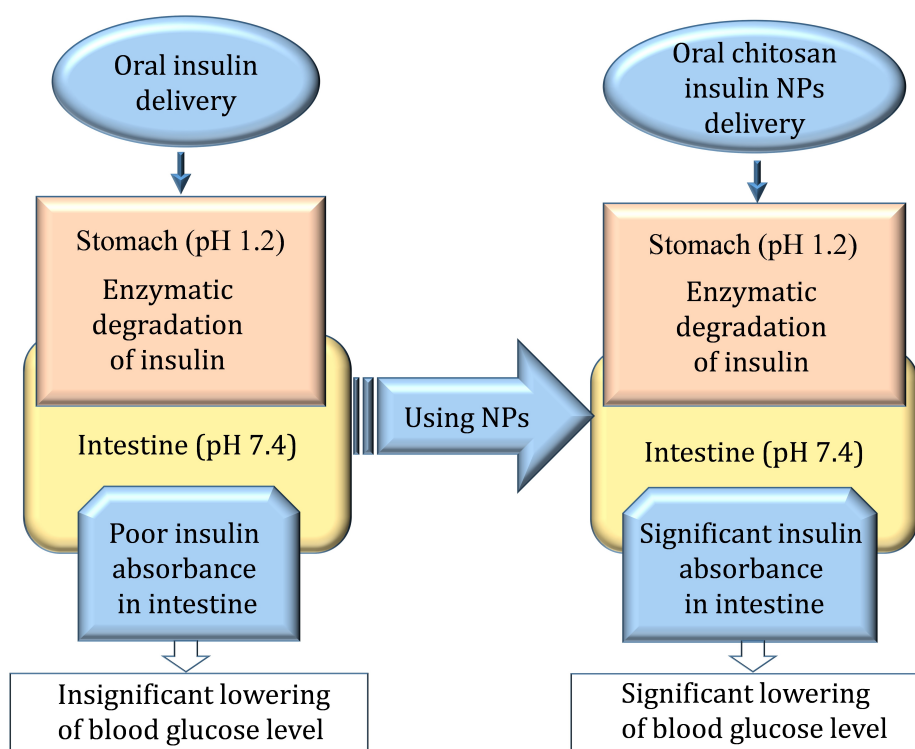 Oral insulin
delivery
Stomach (pH 1.2)
Enzymatic
degradation
of insulin
Intestine (pH 7.4)
Poor insulin
absorbance
in intestine
Insignificant lowering
of blood glucose level
Using NPs
Oral chitosan
insulin NPs
delivery
Stomach (pH 1.2)
Enzymatic
degradation
of insulin
Intestine (pH 7.4)
Significant insulin
absorbance
in intestine
Significant lowering
of blood glucose level